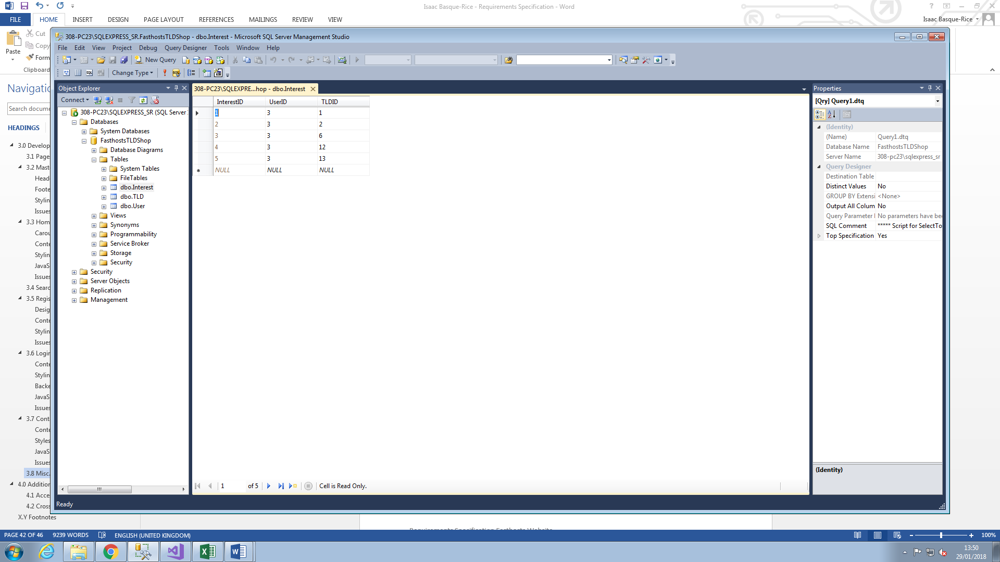 Isaac Basque-Rice - Requirements Specification - Word
FILE HOME INSERT DESIGN PAGE LAYOUT REFERENCES MAILINGS REVIEW VIEW
Isaac Basque-Rice
Cut
Copy
Paste
Form
Clipboard
Navigatio
Search docume
HEADINGS
3.0 Develop
3.1 Page
3.2 Mast
Head
Foote
Stylin
Issues
3.3 Hom
Carou
Conte
Stylin
JavaS
Issues
3.4 Searc
3.5 Regis
Desig
Conte
Stylin
Issues
3.6 Login
Conte
Stylin
Backe
JavaS
Issues
3.7 Cont
Conte
Styles
JavaS
Issues
3.8 Misc.
4.0 Addition
4.1 Acce
4.2 Cross
X.Y Footnotes
308-PC23\SQLEXPRESS_SR.FasthostsTLDShop - dbo.Interest - Microsoft SQL Server Management Studio
File Edit View Project Debug Query Designer Tools Window Help
New Query
Change Type
Object Explorer
Connect
308-PC23\SQLEXPRESS_SR (SQL Server
Databases
System Databases
FasthostsTLDShop
Database Diagrams
Tables
System Tables
FileTables
dbo.Interest
dbo.TLD
dbo.User
Views
Synonyms
Programmability
Service Broker
Storage
Security
Security
Server Objects
Replication
Management
308-PC23\SQLEXPRE...hop - dbo.Interest
InterestID UserID TLDID
1 3 1
2 3 2
3 3 6
4 3 12
5 3 13
NULL NULL NULL
1 of 5 Cell is Read Only.
Properties
[Qry] Query1.dtq
(Identity)
(Name) Query1.dtq
Database Name FasthostsTLDShop
Server Name 308-pc23\sqlexpress_sr
Query Designer
Destination Table
Distinct Values No
GROUP BY Extensi <None>
Output All Colum No
Query Parameter No parameters have bee
SQL Comment ***** Script for SelectTo
Top Specification Yes
(Identity)
Ready
Requirements Specification Fasthosts Website
PAGE 42 OF 46 9239 WORDS ENGLISH (UNITED KINGDOM)
100%
13:50
29/01/2018